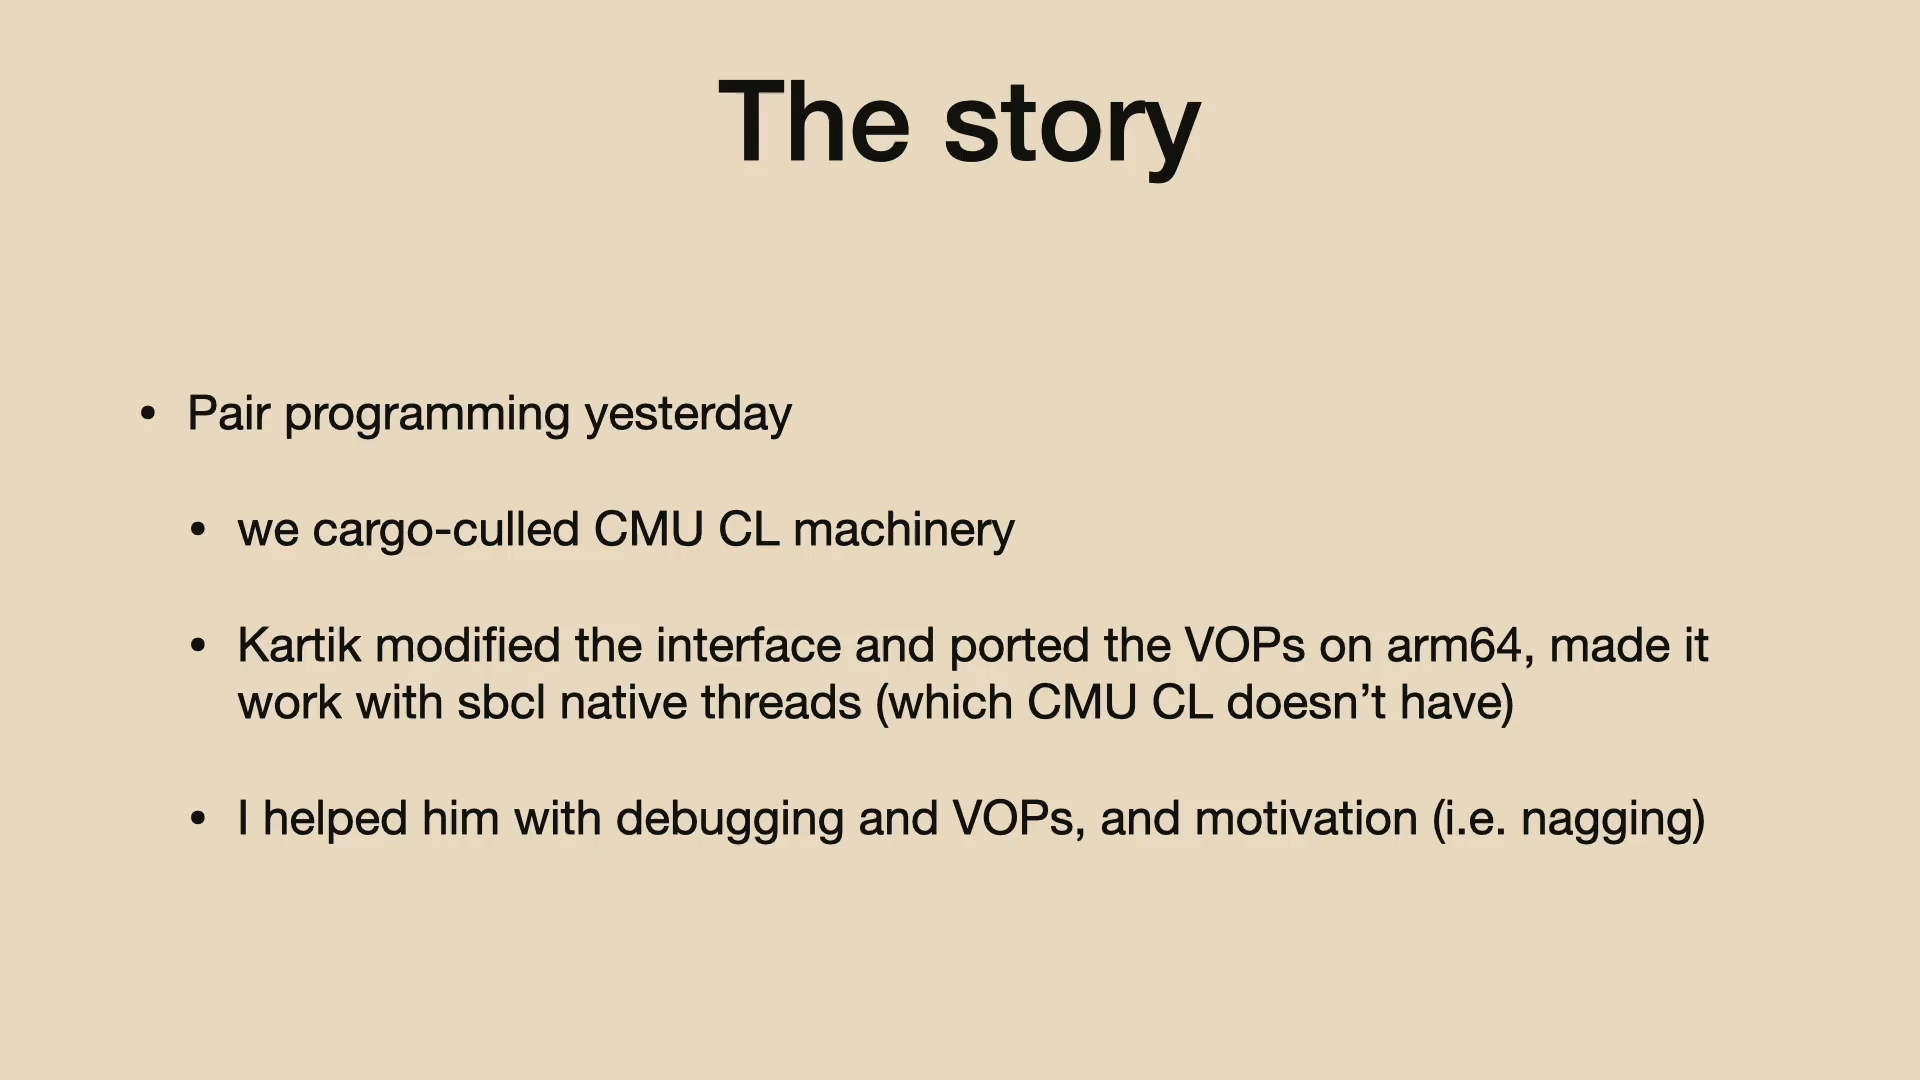 The story
• Pair programming yesterday
• we cargo-culled CMU CL machinery
• Kartik modified the interface and ported the VOPs on arm64, made it
work with sbcl native threads (which CMU CL doesn’t have)
• I helped him with debugging and VOPs, and motivation (i.e. nagging)